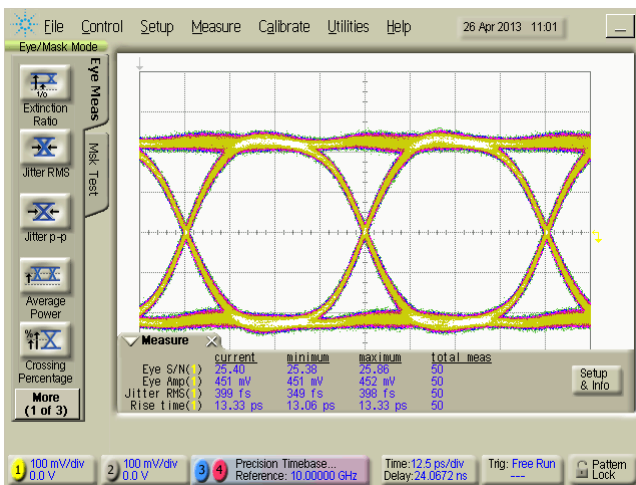 File Control Setup Measure Calibrate Utilities Help 26 Apr 2013 11:01
Eye/Mask Mode
Eye Meas
Msk Test
Extinction
Ratio
Jitter RMS
Jitter p-p
Average
Power
Crossing
Percentage
More
(1 of 3)
Measure
current minimum maximum total meas
Eye S/N(1) 25.40 25.38 25.86 50
Eye Amp(1) 451 mV 451 mV 452 mV 50
Jitter RMS(1) 399 fs 349 fs 398 fs 50
Rise time(1) 13.33 ps 13.06 ps 13.33 ps 50
Setup
& Info
1 100 mV/div
0.0 V
2 100 mV/div
0.0 V
3 4 Precision Timebase...
Reference: 10.00000 GHz
Time:12.5 ps/div
Delay:24.0672 ns
Trig: Free Run
---
Pattern
Lock